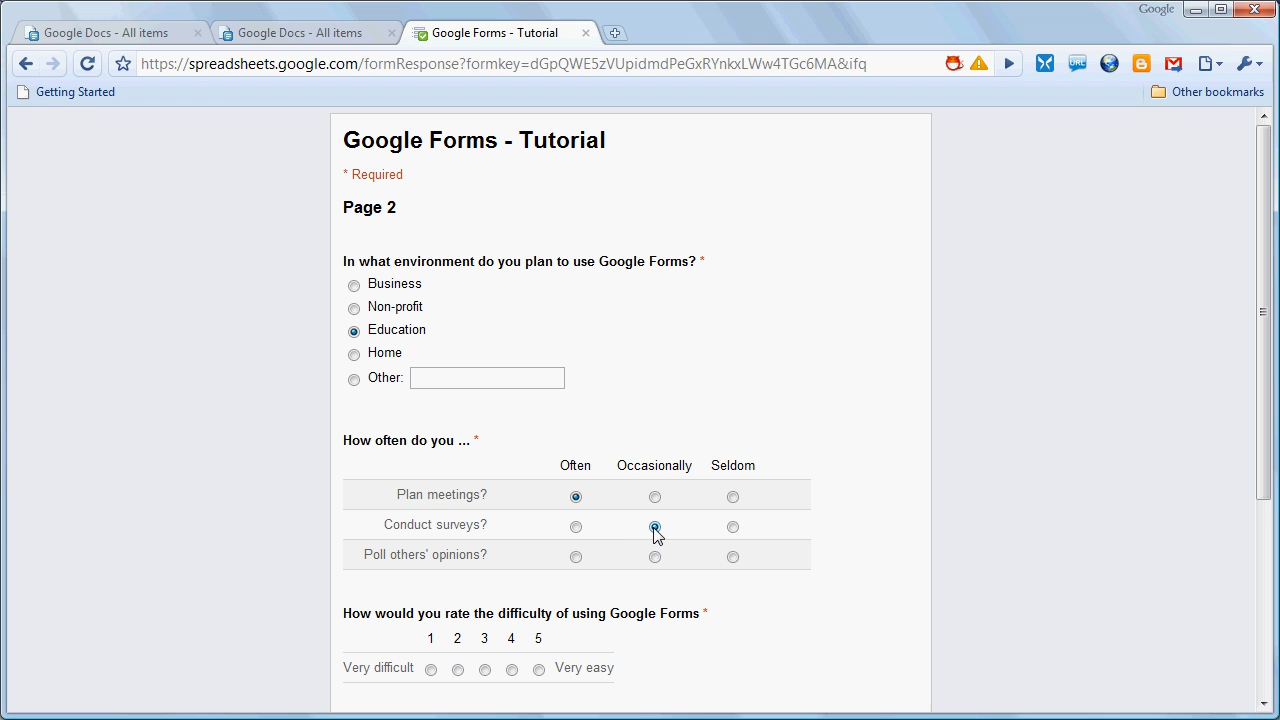 Google
Google Docs - All items
Google Docs - All items
Google Forms - Tutorial
https://spreadsheets.google.com/formResponse?formkey=dGpQWE5zVUpidmdPeGxRYnkxLWw4TGc6MA&ifq
URL
Getting Started
Other bookmarks
Google Forms - Tutorial
* Required
Page 2
In what environment do you plan to use Google Forms? *
Business
Non-profit
Education
Home
Other:
How often do you ... *
Often Occasionally Seldom
Plan meetings?
Conduct surveys?
Poll others' opinions?
How would you rate the difficulty of using Google Forms *
1 2 3 4 5
Very difficult Very easy